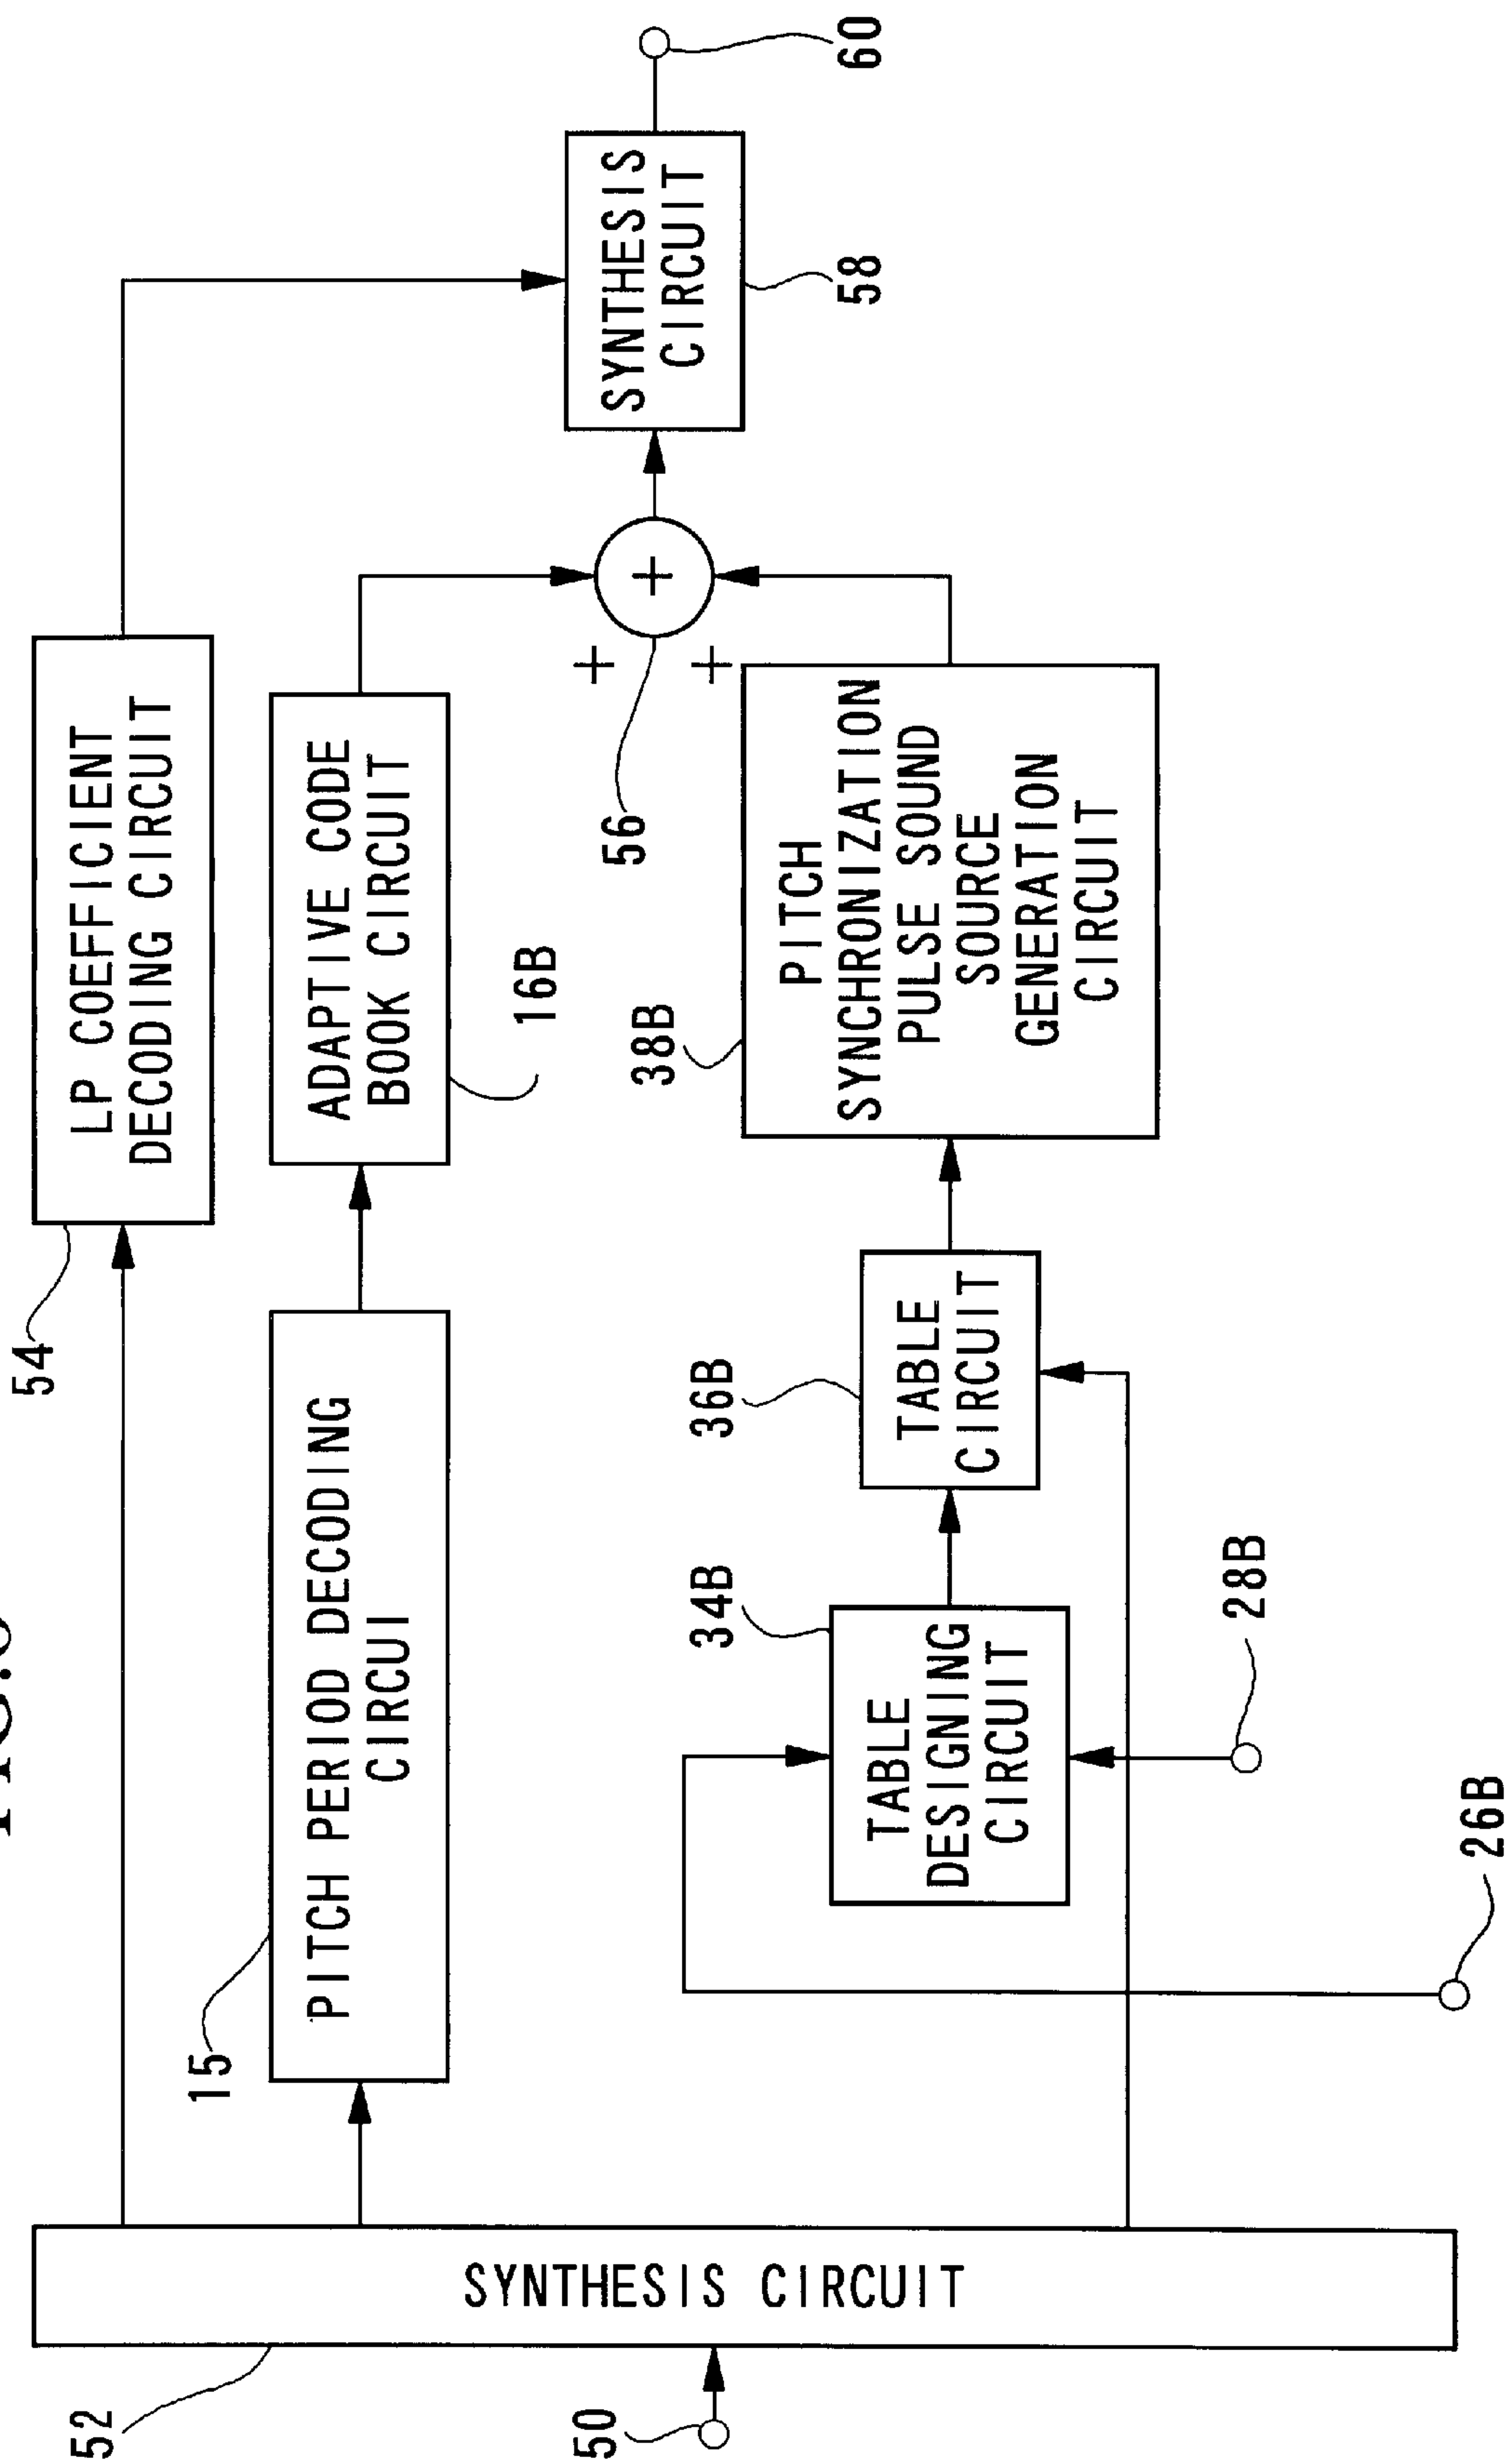 54
LP COEFFICIENT
DECODING CIRCUIT
52
15
PITCH PERIOD DECODING
CIRCUI
ADAPTIVE CODE
BOOK CIRCUIT
16B
SYNTHESIS CIRCUIT
50
+
+
+
56
SYNTHESIS
CIRCUIT
58
60
34B
TABLE
DESIGNING
CIRCUIT
36B
TABLE
CIRCUIT
38B
PITCH
SYNCHRONIZATION
PULSE SOUND
SOURCE
GENERATION
CIRCUIT
28B
26B